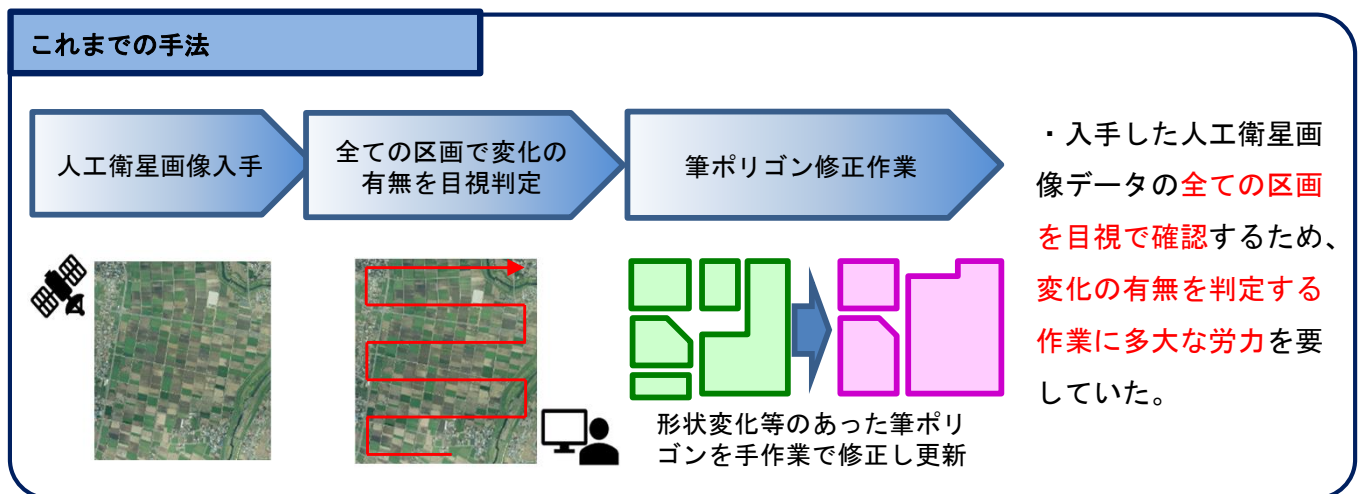 これまでの手法
人工衛星画像入手
全ての区画で変化の
有無を目視判定
筆ポリゴン修正作業
・入手した人工衛星画
像データの全ての区画
を目視で確認するため、
変化の有無を判定する
作業に多大な労力を要
していた。
形状変化等のあった筆ポリ
ゴンを手作業で修正し更新